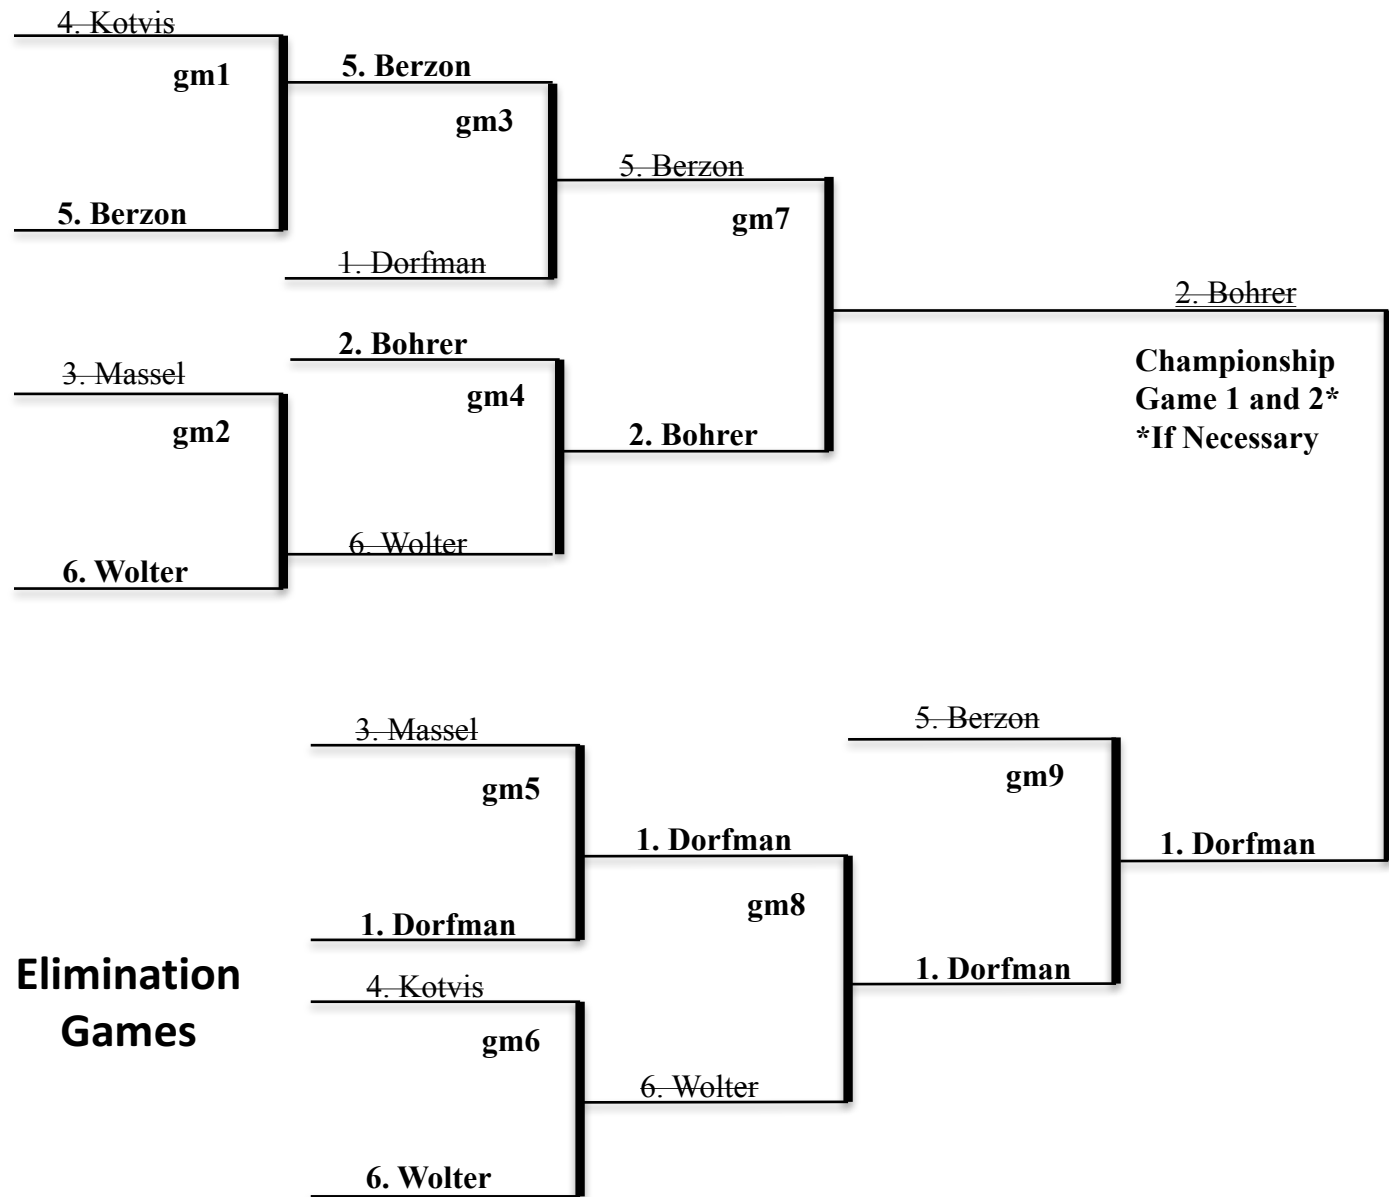 4. Kotvis
gm1
5. Berzon
5. Berzon
gm3
1. Dorfman
5. Berzon
gm7
2. Bohrer
3. Massel
gm2
6. Wolter
2. Bohrer
gm4
6. Wolter
2. Bohrer
Championship
Game 1 and 2*
*If Necessary
3. Massel
gm5
1. Dorfman
1. Dorfman
gm8
6. Wolter
5. Berzon
gm9
1. Dorfman
1. Dorfman
Elimination
Games
4. Kotvis
gm6
6. Wolter